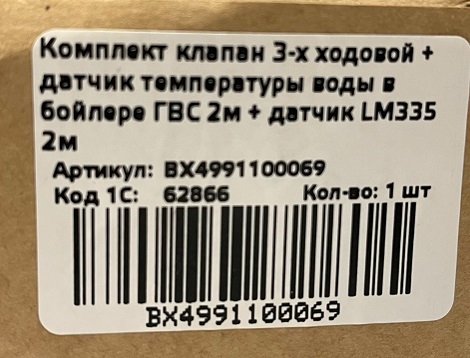 Комплект клапан 3-х ходовой +
датчик температуры воды в
бойлере ГВС 2м + датчик LM335
2м
Артикул: BX4991100069
Код 1С: 62866 Кол-во: 1 шт
BX4991100069